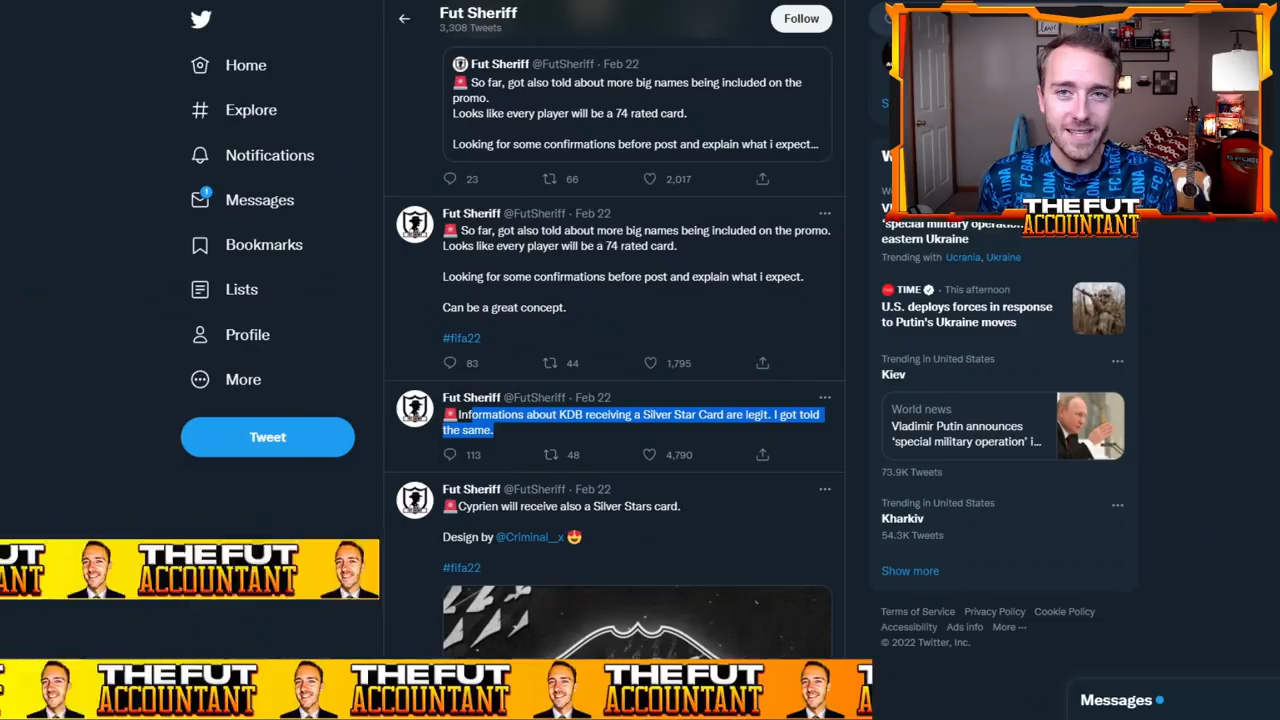 Home
Explore
Notifications
1
Messages
Bookmarks
Lists
Profile
More
Tweet
Fut Sheriff
3,308 Tweets
Follow
Fut Sheriff @FutSheriff · Feb 22
🚨 So far, got also told about more big names being included on the
promo.
Looks like every player will be a 74 rated card.
Looking for some confirmations before post and explain what i expect...
23 66 2,017
Fut Sheriff @FutSheriff · Feb 22
🚨 So far, got also told about more big names being included on the promo.
Looks like every player will be a 74 rated card.
Looking for some confirmations before post and explain what i expect.
Can be a great concept.
#fifa22
83 44 1,795
Fut Sheriff @FutSheriff · Feb 22
🚨Informations about KDB receiving a Silver Star Card are legit. I got told
the same.
113 48 4,790
Fut Sheriff @FutSheriff · Feb 22
🚨Cyprien will receive also a Silver Stars card.
Design by @Criminal__x 😍
#fifa22
FC BARCELONA
G FUEL
THE FUT
ACCOUNTANT
'special military operation'
eastern Ukraine
Trending with Ucrania, Ukraine
TIME · This afternoon
U.S. deploys forces in response
to Putin's Ukraine moves
Trending in United States
Kiev
World news
Vladimir Putin announces
'special military operation' i...
73.9K Tweets
Trending in United States
Kharkiv
54.3K Tweets
Show more
Terms of Service Privacy Policy Cookie Policy
Accessibility Ads info More ···
© 2022 Twitter, Inc.
Messages
UT
TANT
THE FUT
ACCOUNTANT
THE FUT
ACCOUNTANT
THE FUT
ACCOUNTANT
THE FUT
ACCOUNTANT